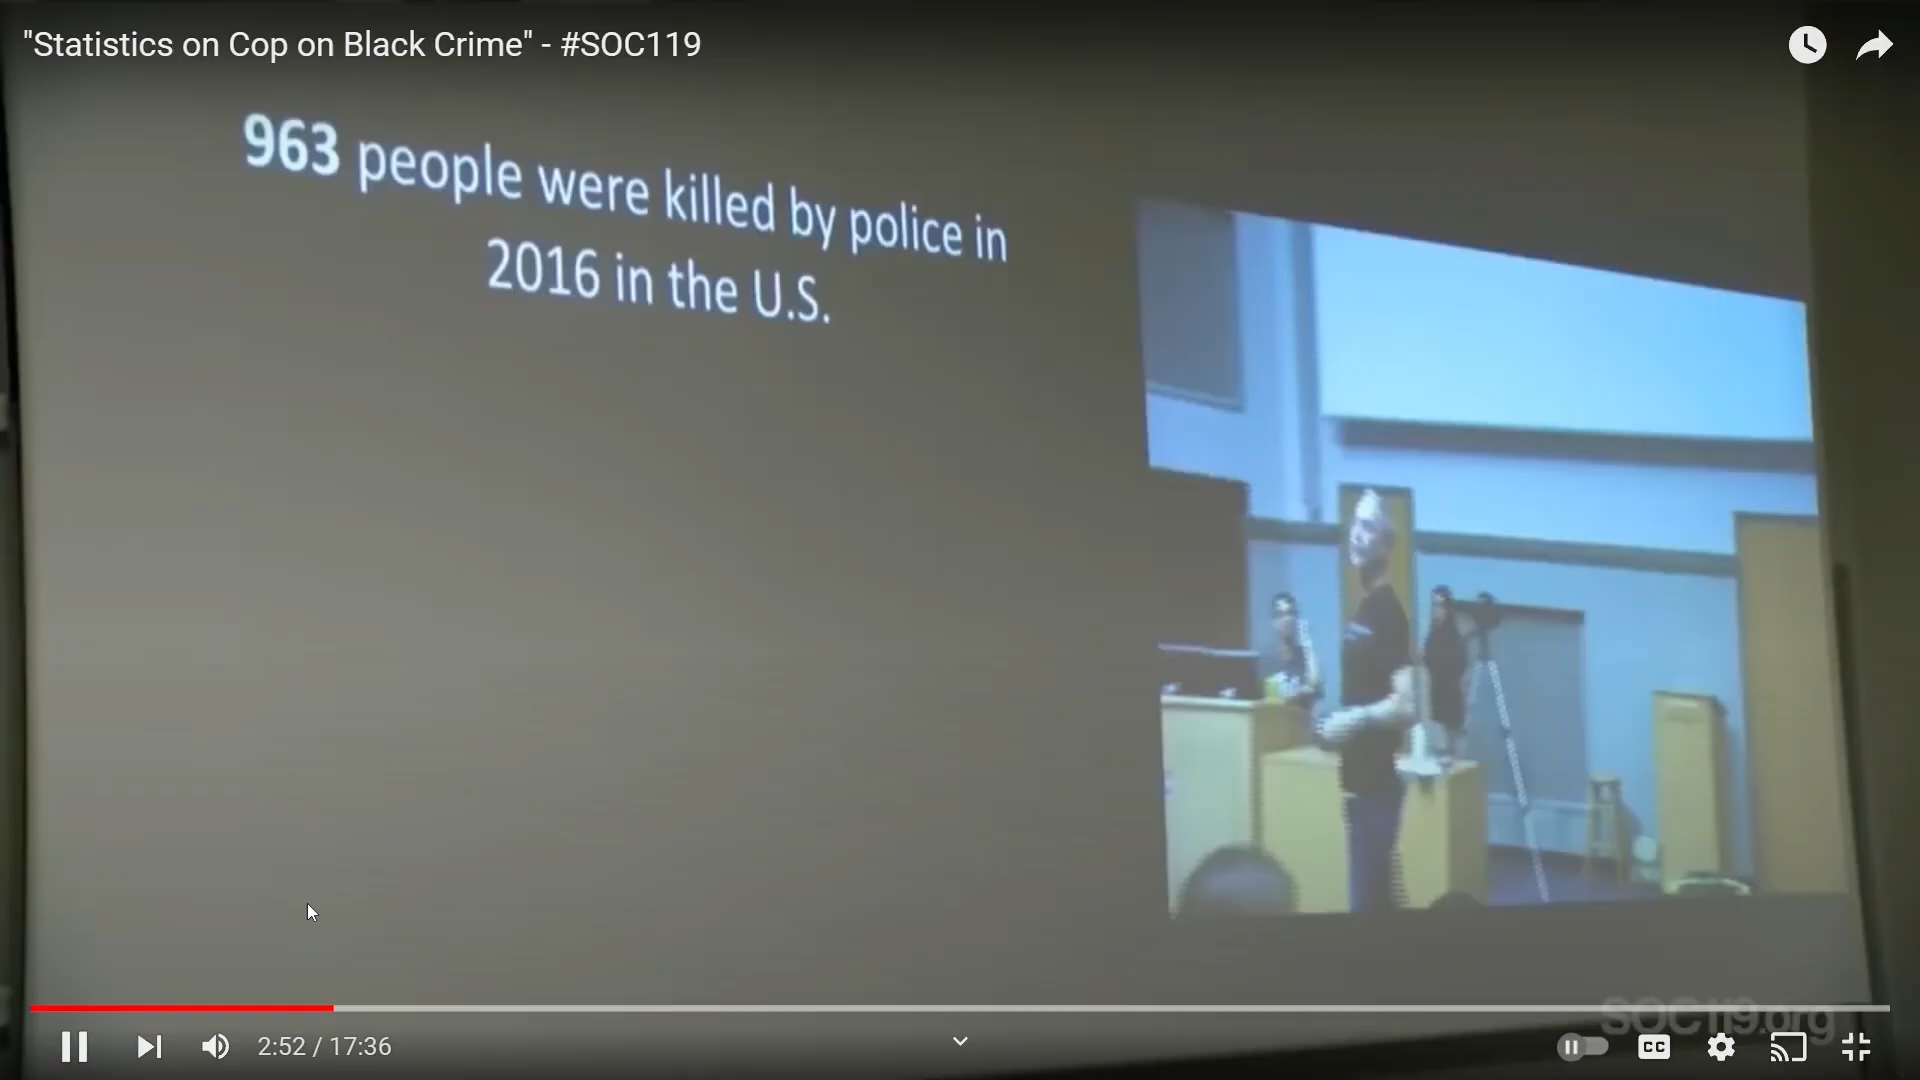 "Statistics on Cop on Black Crime" - #SOC119
963 people were killed by police in
2016 in the U.S.
SOC119.org
2:52 / 17:36
CC